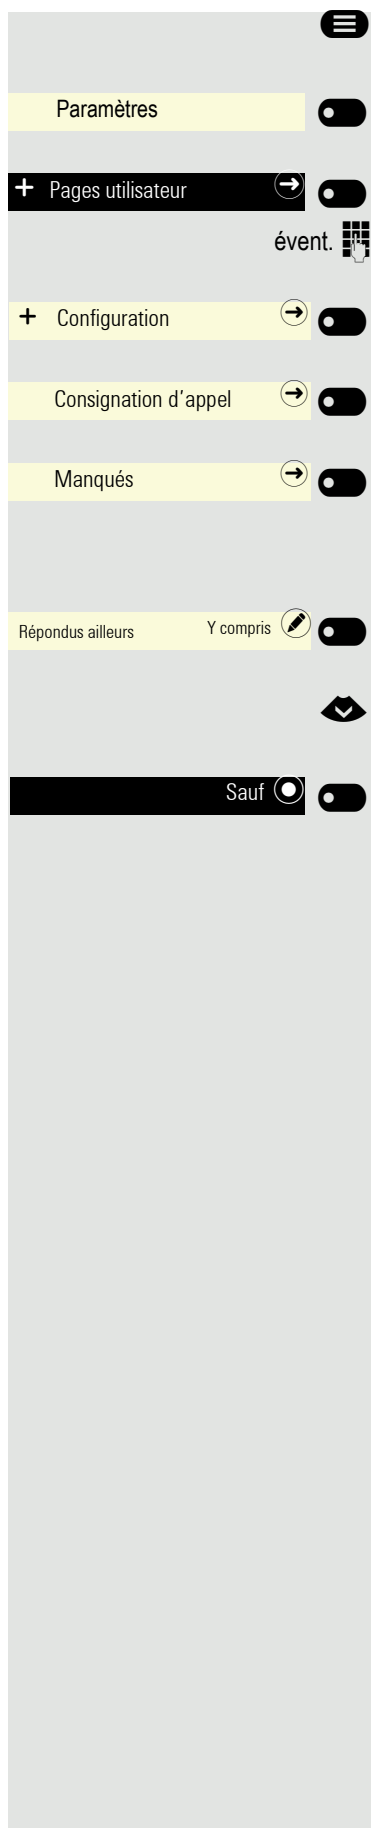 Paramètres
Pages utilisateur
évent.
Configuration
Consignation d'appel
Manqués
Répondus ailleurs Y compris
Sauf